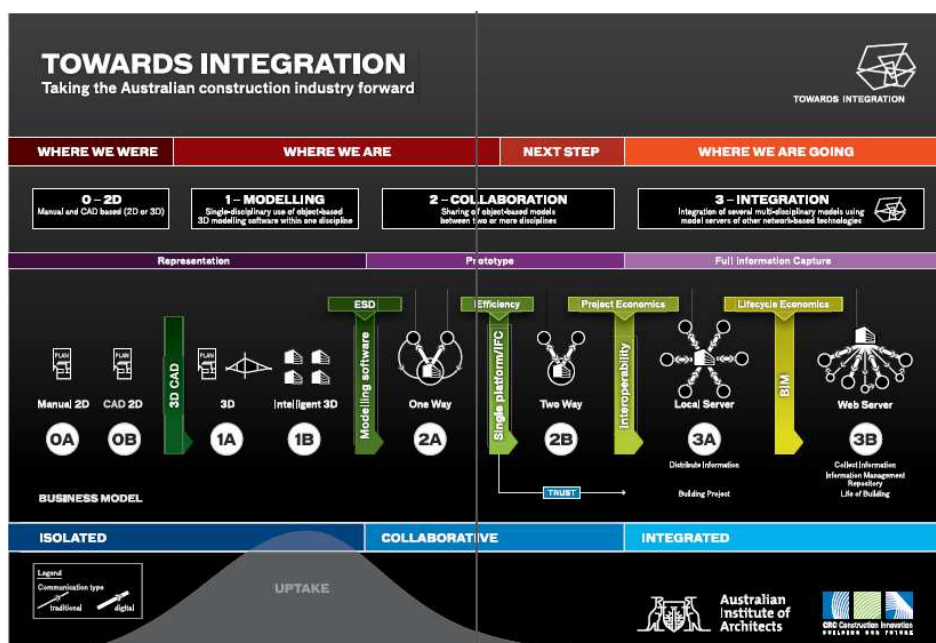 TOWARDS INTEGRATION
Taking the Australian construction industry forward
TOWARDS INTEGRATION
WHERE WE WERE
WHERE WE ARE
NEXT STEP
WHERE WE ARE GOING
0 – 2D
Manual and CAD based (2D or 3D)
1 – MODELLING
Single-disciplinary use of object-based
3D modelling software within one discipline
2 – COLLABORATION
Sharing of object-based models
between two or more disciplines
3 – INTEGRATION
Integration of several multi-disciplinary models using
model servers of other network-based technologies
Representation
Prototype
Full Information Capture
ESD
Efficiency
Project Economics
Lifecycle Economics
3D CAD
Modelling software
Single platform/IFC
Interoperability
BIM
PLAN
PLAN
PLAN
Manual 2D
CAD 2D
3D
Intelligent 3D
One Way
Two Way
Local Server
Web Server
0A
0B
1A
1B
2A
2B
3A
3B
Distribute Information
Building Project
Collect Information
Information Management
Repository
Life of Building
TRUST
BUSINESS MODEL
ISOLATED
COLLABORATIVE
INTEGRATED
Legend
Communication type
traditional
digital
UPTAKE
Australian
Institute of
Architects
CRC Construction Innovation
BUILDING OUR FUTURE